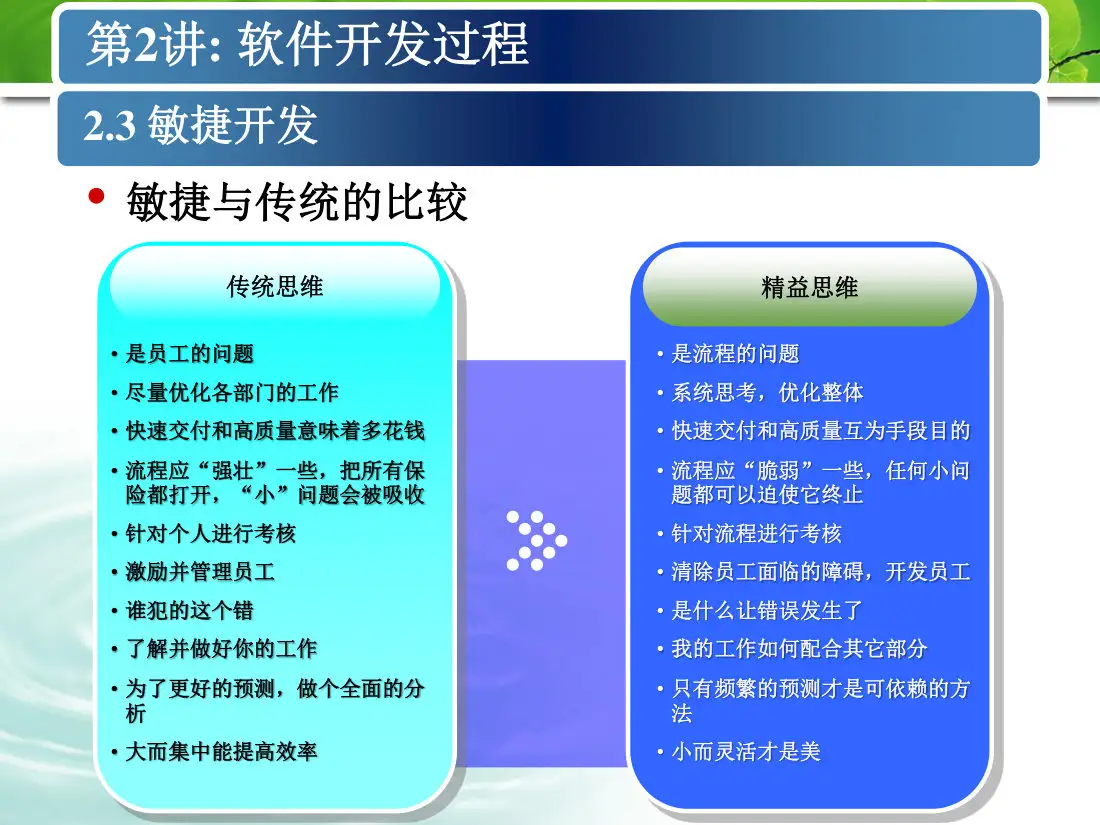 第2讲: 软件开发过程
2.3 敏捷开发
• 敏捷与传统的比较
传统思维
• 是员工的问题
• 尽量优化各部门的工作
• 快速交付和高质量意味着多花钱
• 流程应“强壮”一些，把所有保
险都打开，“小”问题会被吸收
• 针对个人进行考核
• 激励并管理员工
• 谁犯的这个错
• 了解并做好你的工作
• 为了更好的预测，做个全面的分
析
• 大而集中能提高效率
精益思维
• 是流程的问题
• 系统思考，优化整体
• 快速交付和高质量互为手段目的
• 流程应“脆弱”一些，任何小问
题都可以迫使它终止
• 针对流程进行考核
• 清除员工面临的障碍，开发员工
• 是什么让错误发生了
• 我的工作如何配合其它部分
• 只有频繁的预测才是可依赖的方
法
• 小而灵活才是美